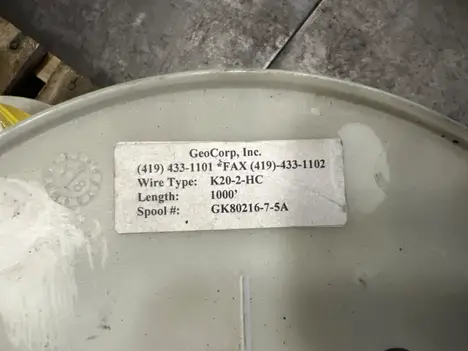 GeoCorp, Inc.
(419) 433-1101 *FAX (419)-433-1102
Wire Type: K20-2-HC
Length: 1000'
Spool #: GK80216-7-5A